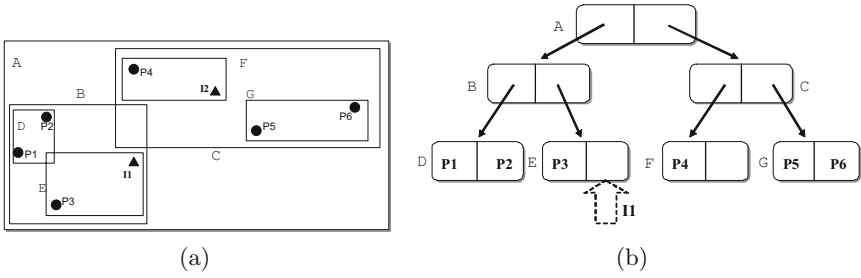 A
B
D
P2
P1
E
P3
I1
P4
I2
F
G
P6
P5
C
(a)
A
B
C
D P1 P2 E P3 F P4 G P5 P6
I1
(b)